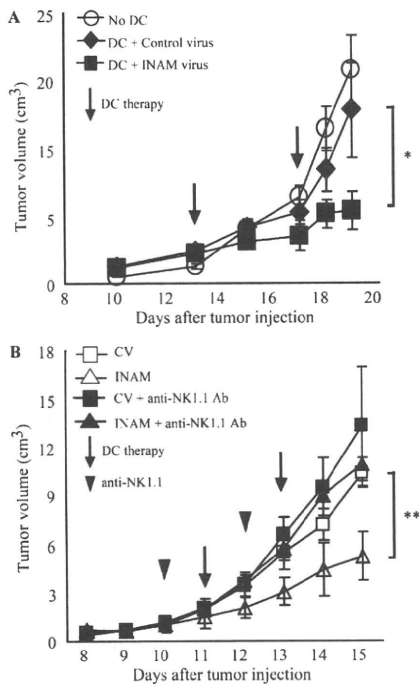 A
25
20
15
10
5
0
Tumor volume (cm3)
No DC
DC + Control virus
DC + INAM virus
DC therapy
*
8 10 12 14 16 18 20
Days after tumor injection
B
18
15
12
9
6
3
0
Tumor volume (cm3)
CV
INAM
CV + anti-NK1.1 Ab
INAM + anti-NK1.1 Ab
DC therapy
anti-NK1.1
**
8 9 10 11 12 13 14 15
Days after tumor injection